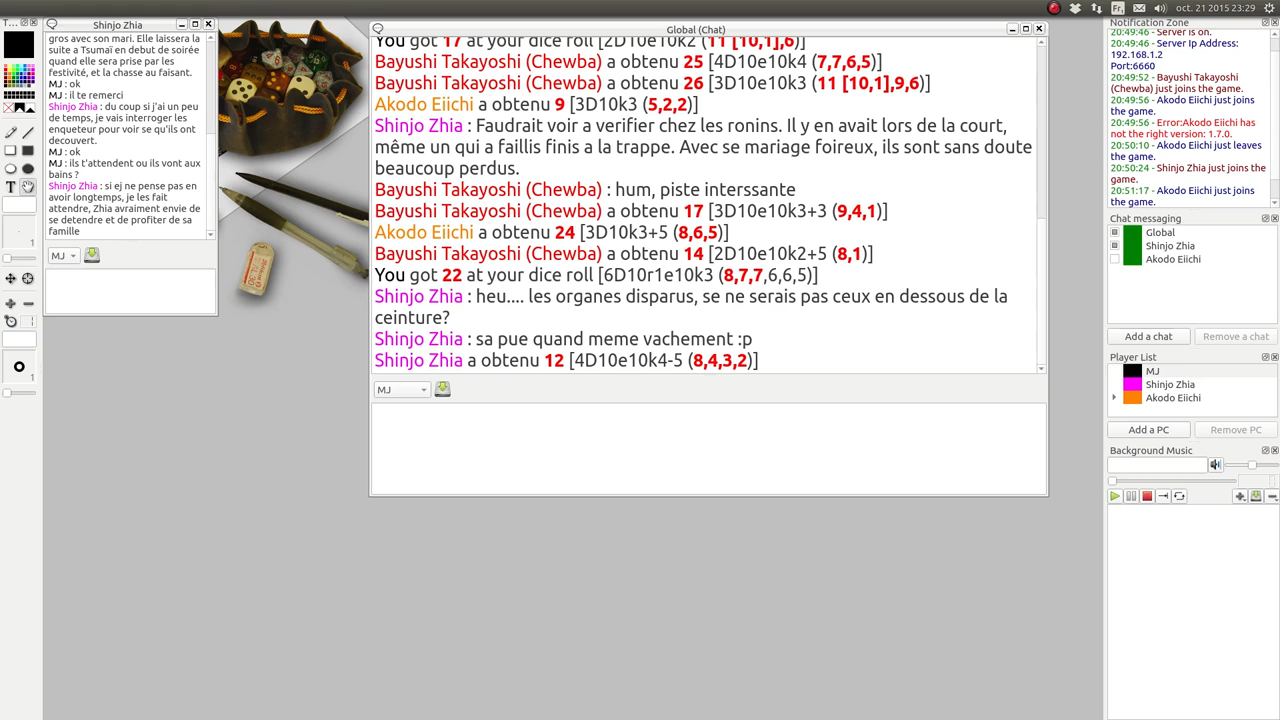 Fr
oct. 21 2015 23:29
T...
T
1
1
Shinjo Zhia
gros avec son mari. Elle laissera la
suite a Tsumaï en debut de soirée
quand elle sera prise par les
festivité, et la chasse au faisant.
MJ : ok
MJ : il te remerci
Shinjo Zhia : du coup si j'ai un peu
de temps, je vais interroger les
enqueteur pour voir se qu'ils ont
decouvert.
MJ : ok
MJ : ils t'attendent ou ils vont aux
bains ?
Shinjo Zhia : si ej ne pense pas en
avoir longtemps, je les fait
attendre, Zhia avraiment envie de
se detendre et de profiter de sa
famille
MJ
Global (Chat)
You got 17 at your dice roll [2D10e10k2 (11 [10,1],6)]
Bayushi Takayoshi (Chewba) a obtenu 25 [4D10e10k4 (7,7,6,5)]
Bayushi Takayoshi (Chewba) a obtenu 26 [3D10e10k3 (11 [10,1],9,6)]
Akodo Eiichi a obtenu 9 [3D10k3 (5,2,2)]
Shinjo Zhia : Faudrait voir a verifier chez les ronins. Il y en avait lors de la court,
même un qui a faillis finis a la trappe. Avec se mariage foireux, ils sont sans doute
beaucoup perdus.
Bayushi Takayoshi (Chewba) : hum, piste interssante
Bayushi Takayoshi (Chewba) a obtenu 17 [3D10e10k3+3 (9,4,1)]
Akodo Eiichi a obtenu 24 [3D10k3+5 (8,6,5)]
Bayushi Takayoshi (Chewba) a obtenu 14 [2D10e10k2+5 (8,1)]
You got 22 at your dice roll [6D10r1e10k3 (8,7,7,6,6,5)]
Shinjo Zhia : heu.... les organes disparus, se ne serais pas ceux en dessous de la
ceinture?
Shinjo Zhia : sa pue quand meme vachement :p
Shinjo Zhia a obtenu 12 [4D10e10k4-5 (8,4,3,2)]
MJ
Notification Zone
20:49:46 - Server is on.
20:49:46 - Server Ip Address:
192.168.1.2
Port:6660
20:49:52 - Bayushi Takayoshi
(Chewba) just joins the game.
20:49:56 - Akodo Eiichi just joins
the game.
20:49:56 - Error:Akodo Eiichi has
not the right version: 1.7.0.
20:50:10 - Akodo Eiichi just leaves
the game.
20:50:24 - Shinjo Zhia just joins the
game.
20:51:17 - Akodo Eiichi just joins
the game.
Chat messaging
Global
Shinjo Zhia
Akodo Eiichi
Add a chat
Remove a chat
Player List
MJ
Shinjo Zhia
Akodo Eiichi
Add a PC
Remove PC
Background Music